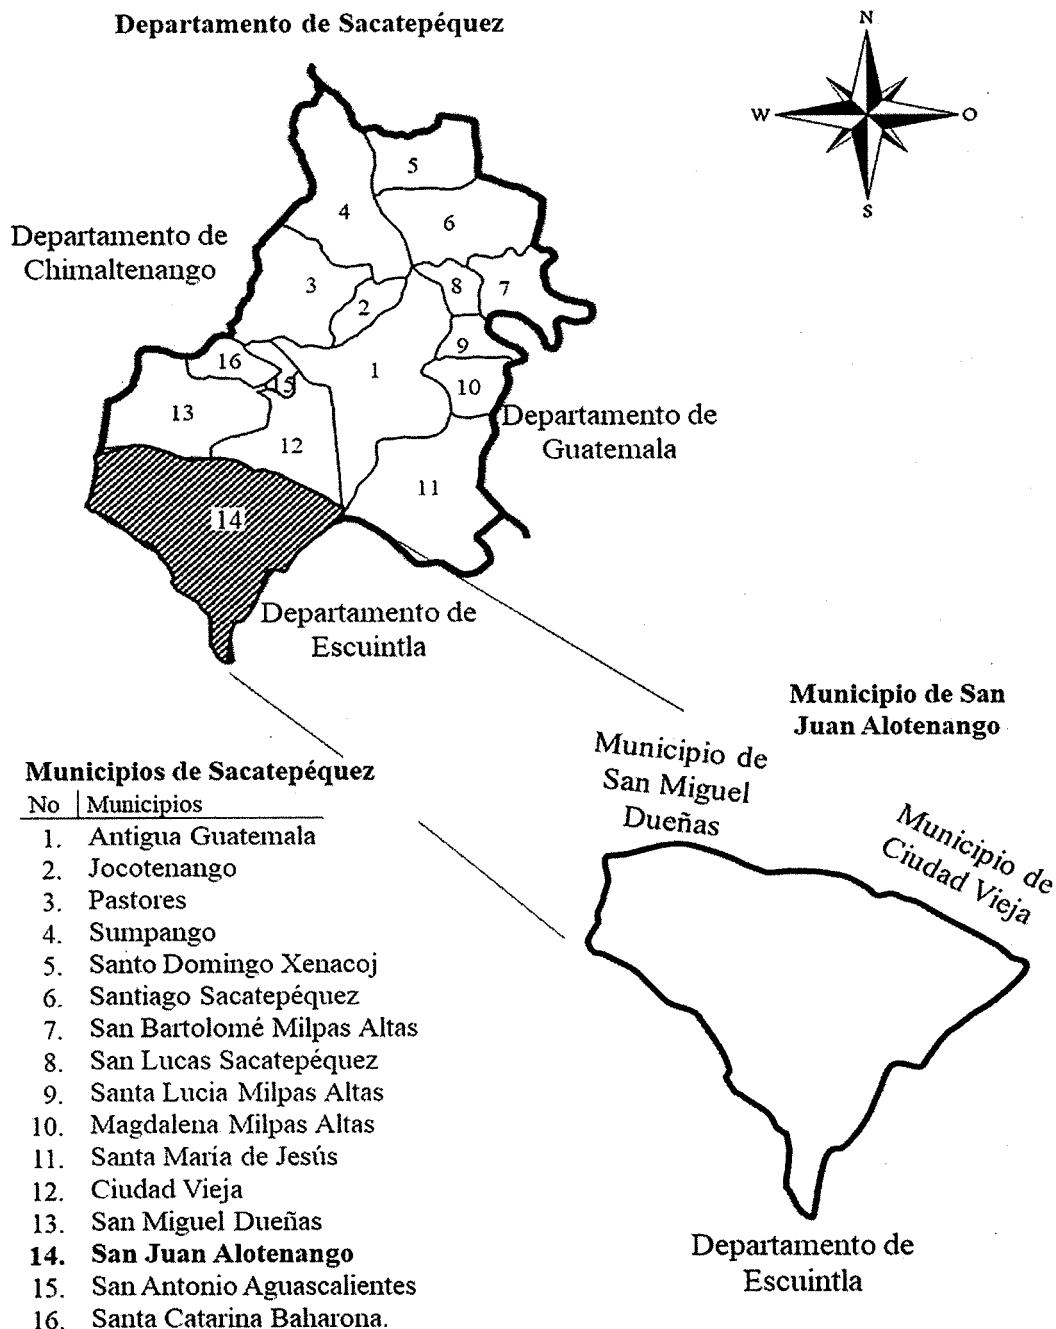 Departamento de Sacatepéquez
N
W
O
S
5
4
6
Departamento de
Chimaltenango
3
2
8
7
16
15
1
9
10
13
12
Departamento de
Guatemala
11
14
Departamento de
Escuintla
Municipio de San
Juan Alotenango
Municipio de
San Miguel
Dueñas
Municipio de
Ciudad Vieja
Departamento de
Escuintla
Municipios de Sacatepéquez
No Municipios
1. Antigua Guatemala
2. Jocotenango
3. Pastores
4. Sumpango
5. Santo Domingo Xenacoj
6. Santiago Sacatepéquez
7. San Bartolomé Milpas Altas
8. San Lucas Sacatepéquez
9. Santa Lucia Milpas Altas
10. Magdalena Milpas Altas
11. Santa María de Jesús
12. Ciudad Vieja
13. San Miguel Dueñas
14. San Juan Alotenango
15. San Antonio Aguascalientes
16. Santa Catarina Baharona.